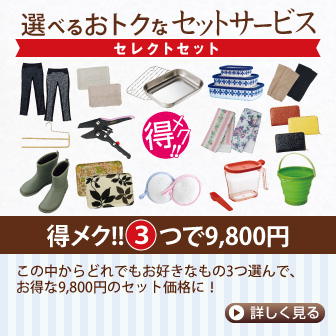 選べるおトクなセットサービス
セレクトセット
得メク!!
得メク!!3つで9,800円
この中からどれでもお好きなもの3つ選んで、
お得な9,800円のセット価格に!
詳しく見る